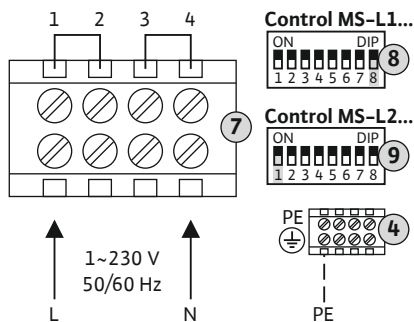 1 2 3 4
7
1~230 V
50/60 Hz
L N
Control MS-L1...
ON DIP
1 2 3 4 5 6 7 8
8
Control MS-L2...
ON DIP
1 2 3 4 5 6 7 8
9
PE
4
PE